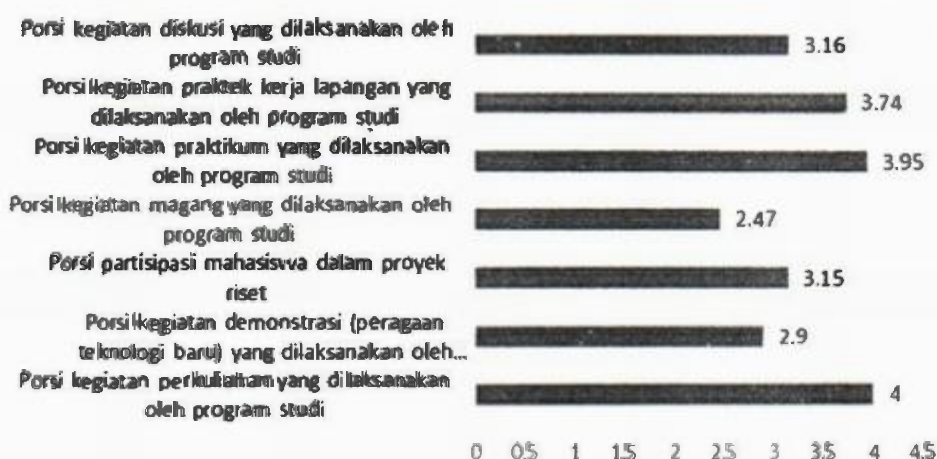 Porsi kegiatan diskusi yang dilaksanakan oleh
program studi
3.16
Porsi kegiatan praktek kerja lapangan yang
dilaksanakan oleh program studi
3.74
Porsi kegiatan praktikum yang dilaksanakan
oleh program studi
3.95
Porsi kegiatan magang yang dilaksanakan oleh
program studi
2.47
Porsi partisipasi mahasiswa dalam proyek
riset
3.15
Porsi kegiatan demonstrasi (peragaan
teknologi baru) yang dilaksanakan oleh...
2.9
Porsi kegiatan perkuliahan yang dilaksanakan
oleh program studi
4
0 0.5 1 1.5 2 2.5 3 3.5 4 4.5